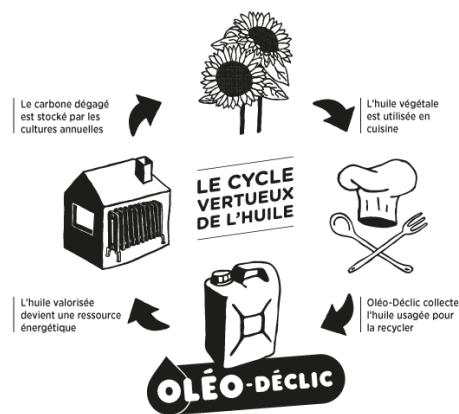 Le carbone dégagé
est stocké par les
cultures annuelles
L'huile végétale
est utilisée en
cuisine
LE CYCLE
VERTUEUX
DE L'HUILE
L'huile valorisée
devient une ressource
énergétique
Oléo-Déclic collecte
l'huile usagée pour
la recycler
OLÉO-DÉCLIC